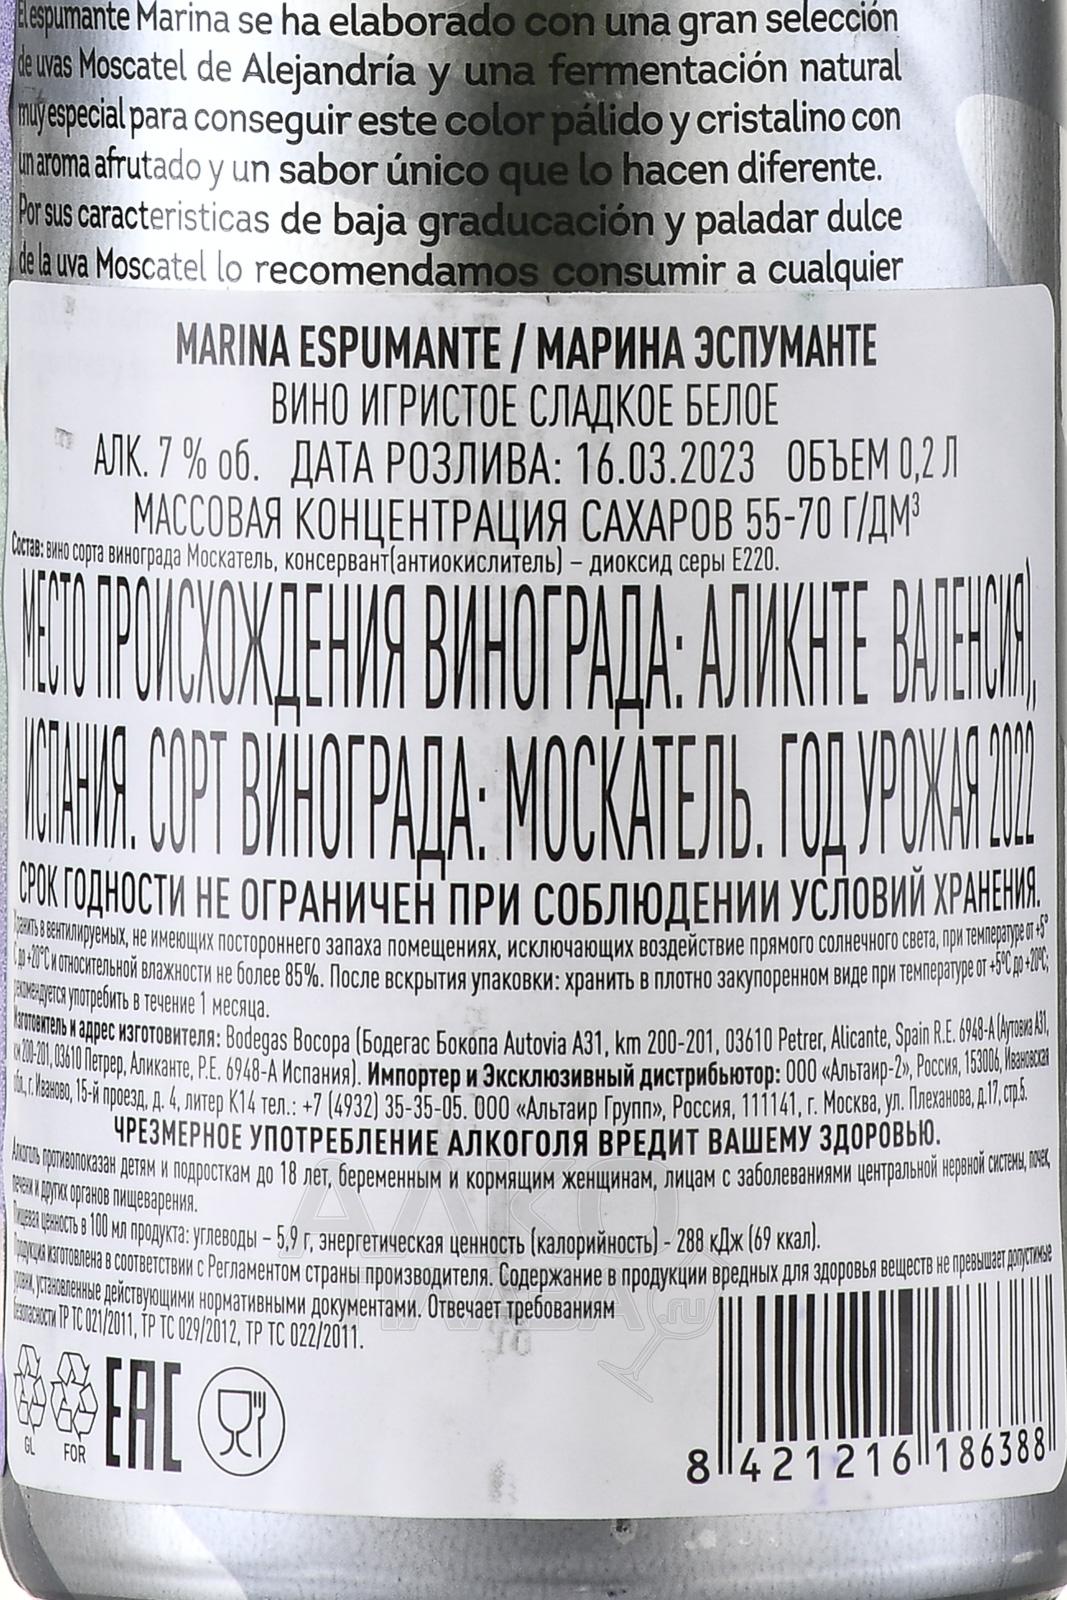 El espumante Marina se ha elaborado con una gran selección
de uvas Moscatel de Alejandría y una fermentación natural
muy especial para conseguir este color pálido y cristalino con
un aroma afrutado y un sabor único que lo hacen diferente.
Por sus caracteristicas de baja graducación y paladar dulce
de la uva Moscatel lo recomendamos consumir a cualquier
MARINA ESPUMANTE / МАРИНА ЭСПУМАНТЕ
ВИНО ИГРИСТОЕ СЛАДКОЕ БЕЛОЕ
АЛК. 7 % об. ДАТА РОЗЛИВА: 16.03.2023 ОБЪЕМ 0,2 Л
МАССОВАЯ КОНЦЕНТРАЦИЯ САХАРОВ 55-70 Г/ДМ³
Состав: вино сорта винограда Москатель, консервант(антиокислитель) – диоксид серы Е220.
МЕСТО ПРОИСХОЖДЕНИЯ ВИНОГРАДА: АЛИКНТЕ ВАЛЕНСИЯ),
ИСПАНИЯ. СОРТ ВИНОГРАДА: МОСКАТЕЛЬ. ГОД УРОЖАЯ 2022
СРОК ГОДНОСТИ НЕ ОГРАНИЧЕН ПРИ СОБЛЮДЕНИИ УСЛОВИЙ ХРАНЕНИЯ.
Хранить в вентилируемых, не имеющих постороннего запаха помещениях, исключающих воздействие прямого солнечного света, при температуре от +5°
С до +20°С и относительной влажности не более 85%. После вскрытия упаковки: хранить в плотно закупоренном виде при температуре от +5°С до +20°С;
рекомендуется употребить в течение 1 месяца.
Изготовитель и адрес изготовителя: Bodegas Bocopa (Бодегас Бокопа Autovia A31, km 200-201, 03610 Petrer, Alicante, Spain R.E. 6948-A (Аутовиа А31,
км 200-201, 03610 Петрер, Аликанте, Р.Е. 6948-А Испания). Импортер и Эксклюзивный дистрибьютор: ООО «Альтаир-2», Россия, 153006, Ивановская
обл., г. Иваново, 15-й проезд, д. 4, литер К14 тел.: +7 (4932) 35-35-05. ООО «Альтаир Групп», Россия, 111141, г. Москва, ул. Плеханова, д.17, стр.5.
ЧРЕЗМЕРНОЕ УПОТРЕБЛЕНИЕ АЛКОГОЛЯ ВРЕДИТ ВАШЕМУ ЗДОРОВЬЮ.
Алкоголь противопоказан детям и подросткам до 18 лет, беременным и кормящим женщинам, лицам с заболеваниями центральной нервной системы, почек,
печени и других органов пищеварения.
Пищевая ценность в 100 мл продукта: углеводы – 5,9 г, энергетическая ценность (калорийность) - 288 кДж (69 ккал).
Продукция изготовлена в соответствии с Регламентом страны производителя. Содержание в продукции вредных для здоровья веществ не превышает допустимые
уровни, установленные действующими нормативными документами. Отвечает требованиям
безопасности ТР ТС 021/2011, ТР ТС 029/2012, ТР ТС 022/2011.
АЛКО
ПЛАЗА.ru
GL FOR EAC
8 421216 186388